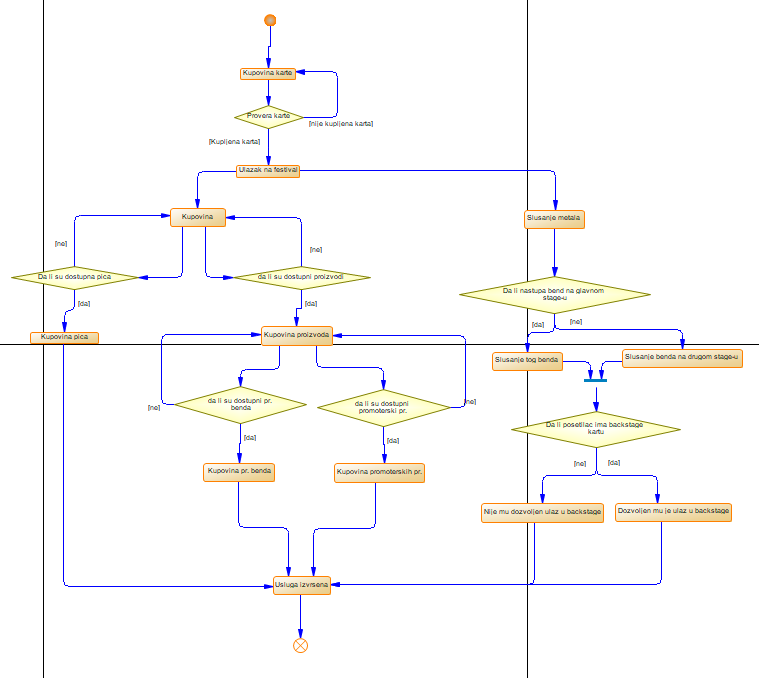 Kupovina karte
Provera karte
[nije kupljena karta]
[Kupljena karta]
Ulazak na festival
Kupovina
Slusanje metala
[ne]
[ne]
Da li su dostupna pica
da li su dostupni proizvodi
Da li nastupa bend na glavnom
stage-u
[da]
[da]
[da]
[ne]
Kupovina pica
Kupovina proizvoda
Slusanje tog benda
Slusanje benda na drugom stage-u
da li su dostupni pr.
benda
da li su dostupni
promoterski pr.
[ne]
[ne]
Da li posetilac ima backstage
kartu
[da]
[da]
[ne]
[da]
Kupovina pr. benda
Kupovina promoterskih pr.
Nije mu dozvoljen ulaz u backstage
Dozvoljen mu je ulaz u backstage
Usluga izvrsena